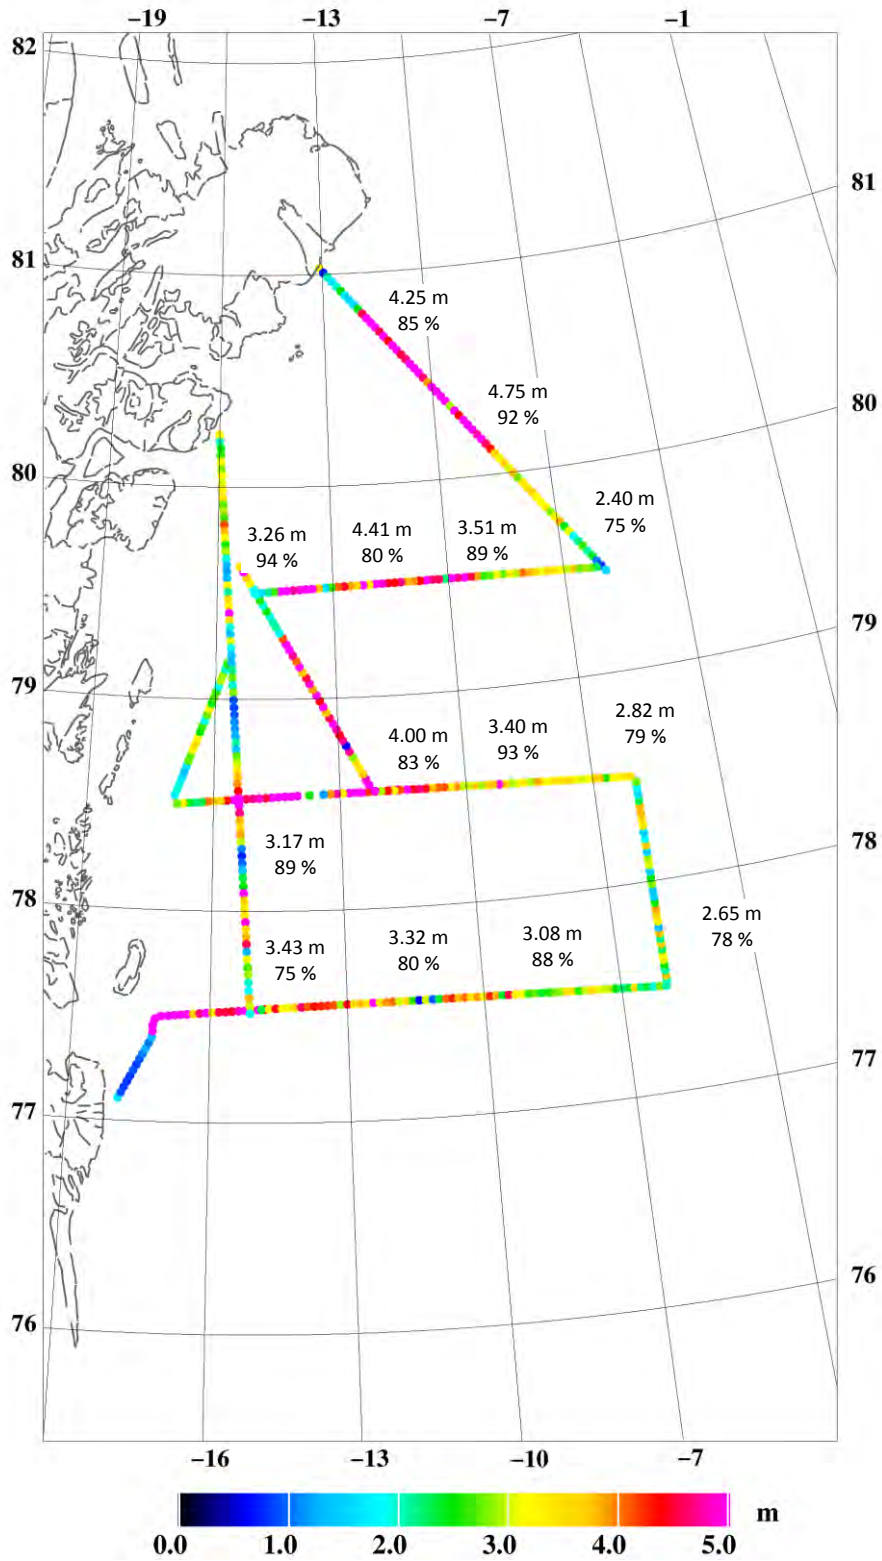 −19 −13 −7 −1
82
81
81
4.25 m
85 %
4.75 m
92 %
80
80
2.40 m
75 %
3.26 m
94 %
4.41 m
80 %
3.51 m
89 %
79
79
2.82 m
79 %
3.40 m
93 %
4.00 m
83 %
3.17 m
89 %
78
78
2.65 m
78 %
3.08 m
88 %
3.32 m
80 %
3.43 m
75 %
77
77
76
76
−16 −13 −10 −7
m
0.0 1.0 2.0 3.0 4.0 5.0